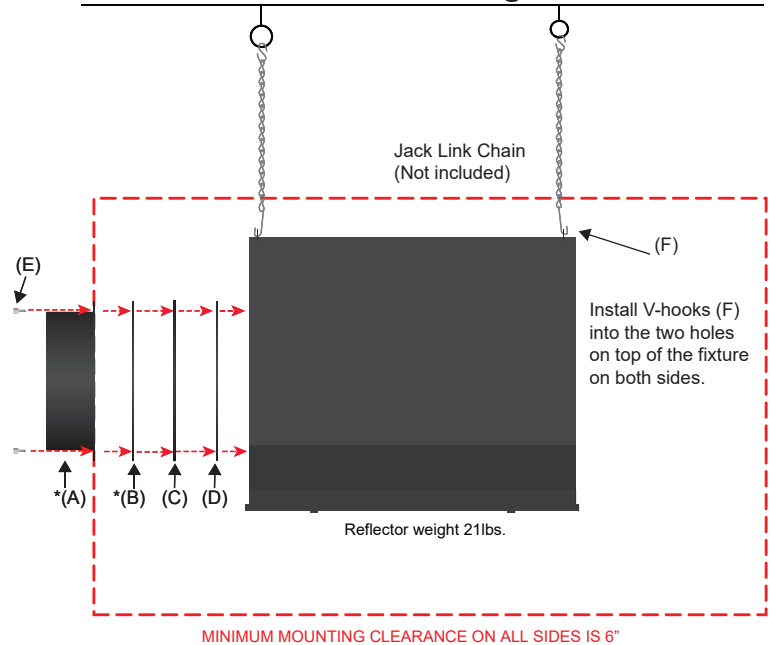 Jack Link Chain
(Not included)
(F)
(E)
Install V-hooks (F)
into the two holes
on top of the fixture
on both sides.
*(A)
*(B)
(C)
(D)
Reflector weight 21lbs.
MINIMUM MOUNTING CLEARANCE ON ALL SIDES IS 6”